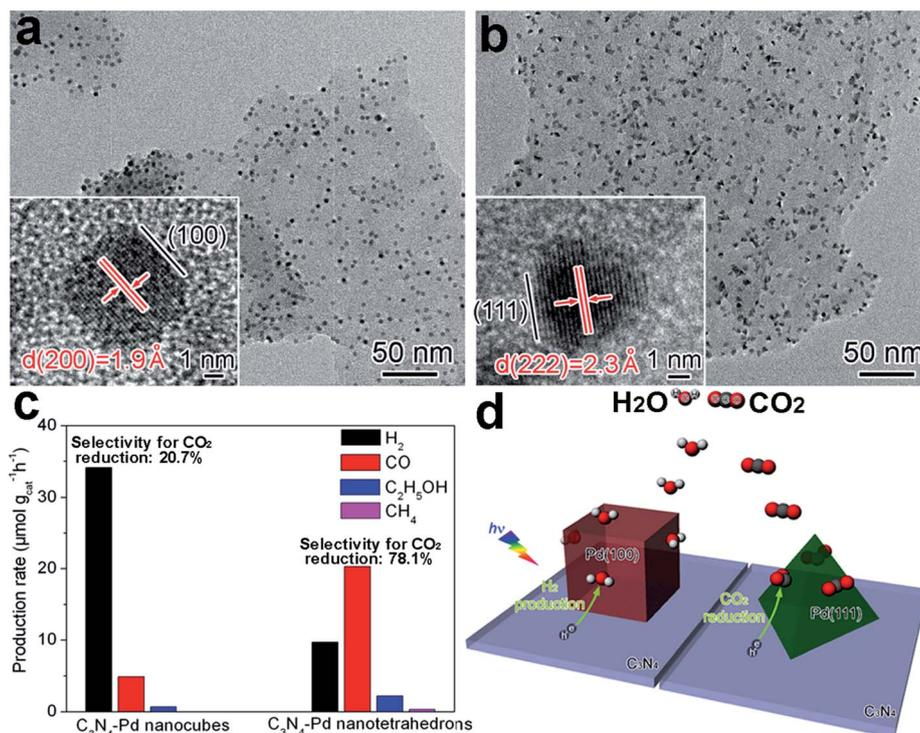 a
(100)
d(200)=1.9 Å
1 nm
50 nm
b
(111)
d(222)=2.3 Å
1 nm
50 nm
c
Production rate (μmol g_cat⁻¹h⁻¹)
40
30
20
10
0
Selectivity for CO₂
reduction: 20.7%
H₂
CO
C₂H₅OH
CH₄
Selectivity for CO₂
reduction: 78.1%
C₃N₄-Pd nanocubes
C₃N₄-Pd nanotetrahedrons
d
H2O
CO2
hν
Pd(100)
H₂
production
CO₂
reduction
Pd(111)
C₃N₄
C₃N₄